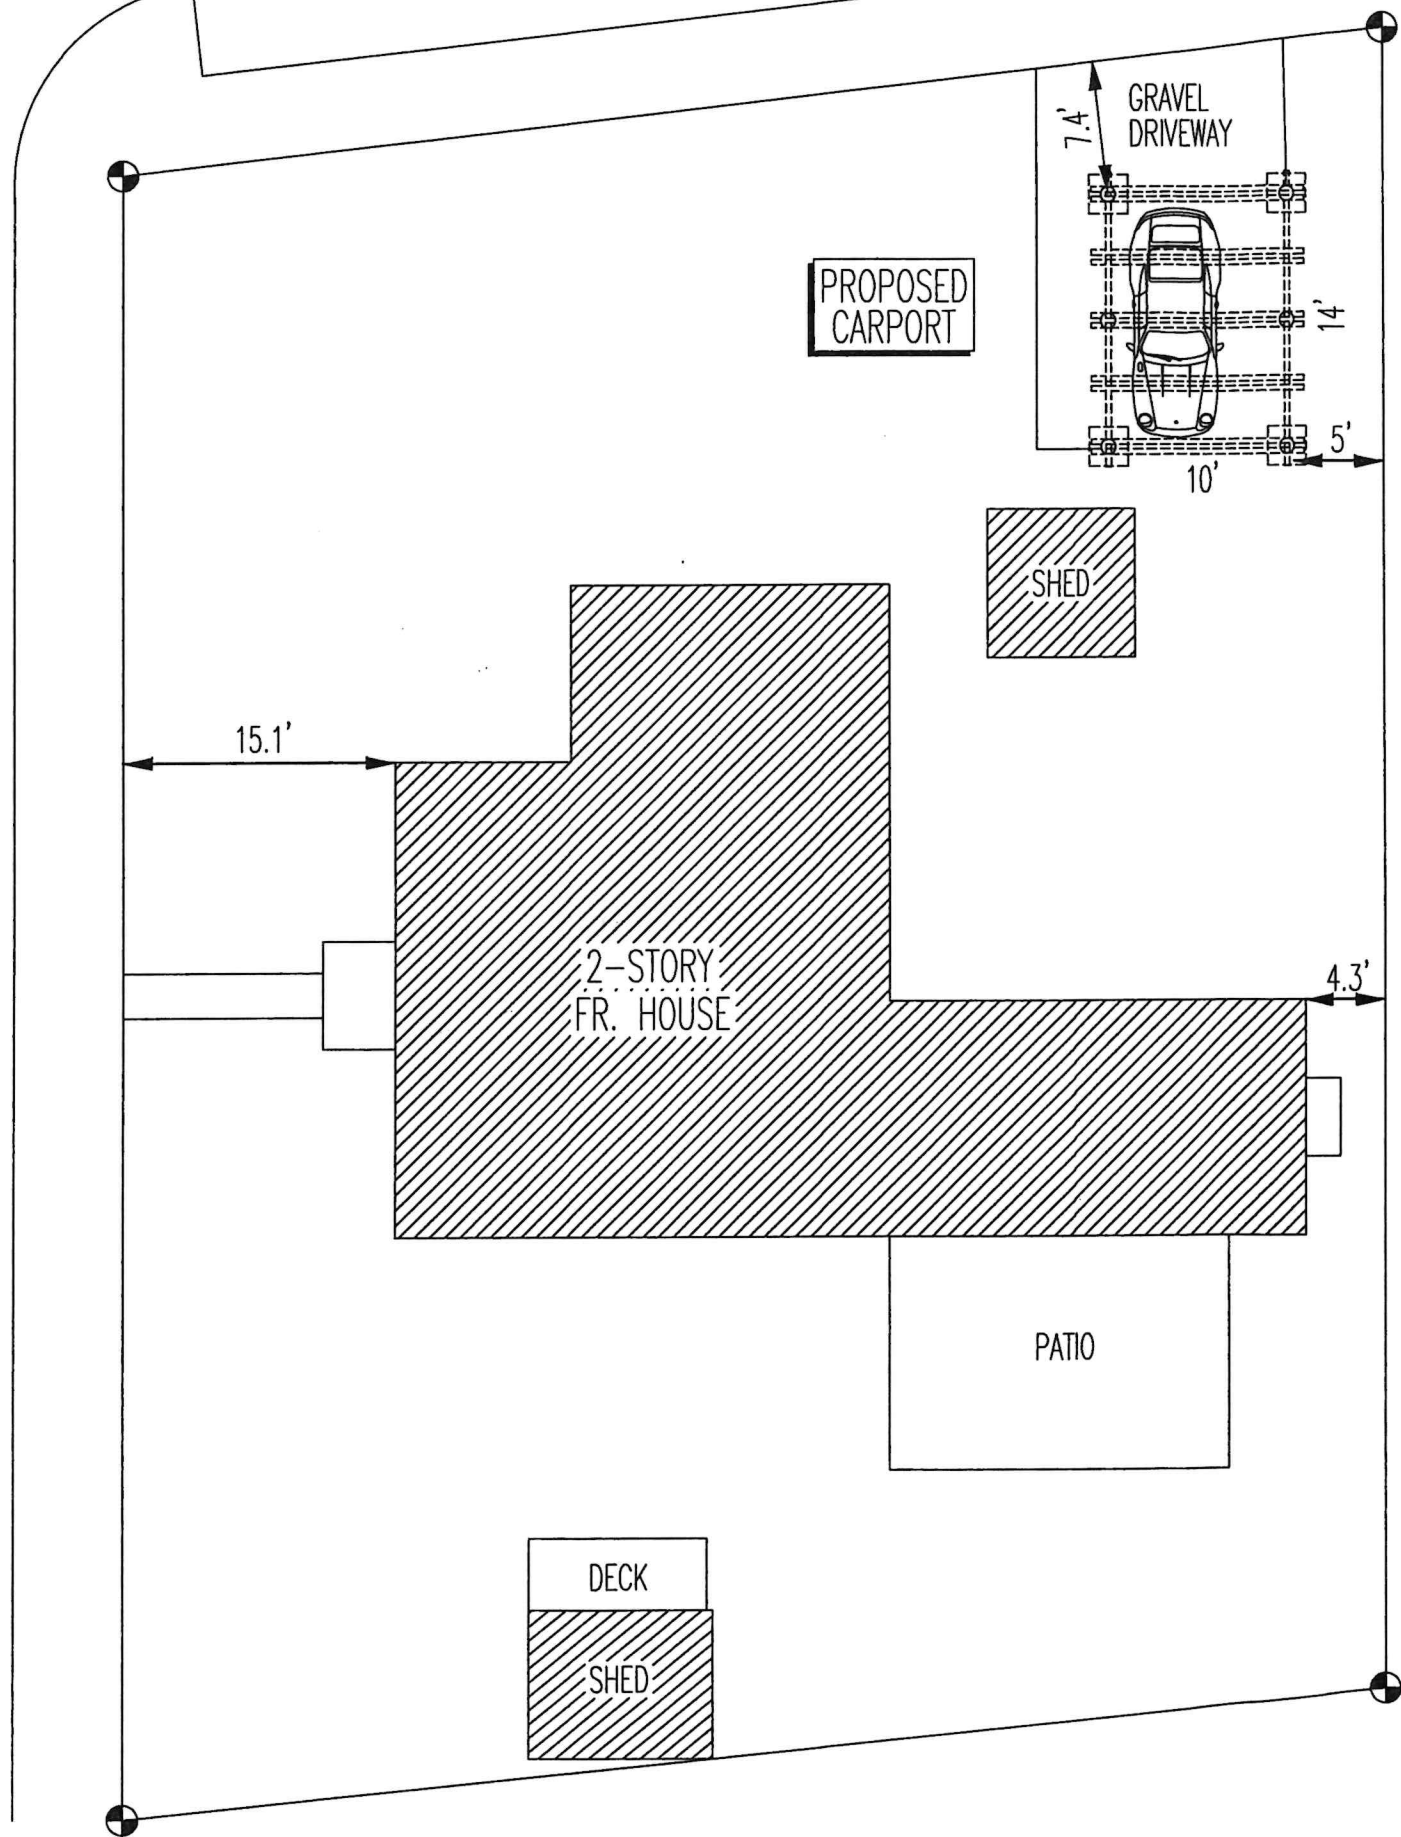 GRAVEL
DRIVEWAY
7.4'
PROPOSED
CARPORT
14'
5'
10'
SHED
15.1'
2-STORY
FR. HOUSE
4.3'
PATIO
DECK
SHED